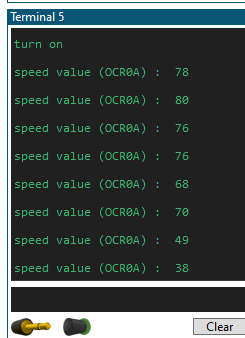 Terminal 5
turn on
speed value (OCR0A) : 78
speed value (OCR0A) : 80
speed value (OCR0A) : 76
speed value (OCR0A) : 76
speed value (OCR0A) : 68
speed value (OCR0A) : 70
speed value (OCR0A) : 49
speed value (OCR0A) : 38
Clear